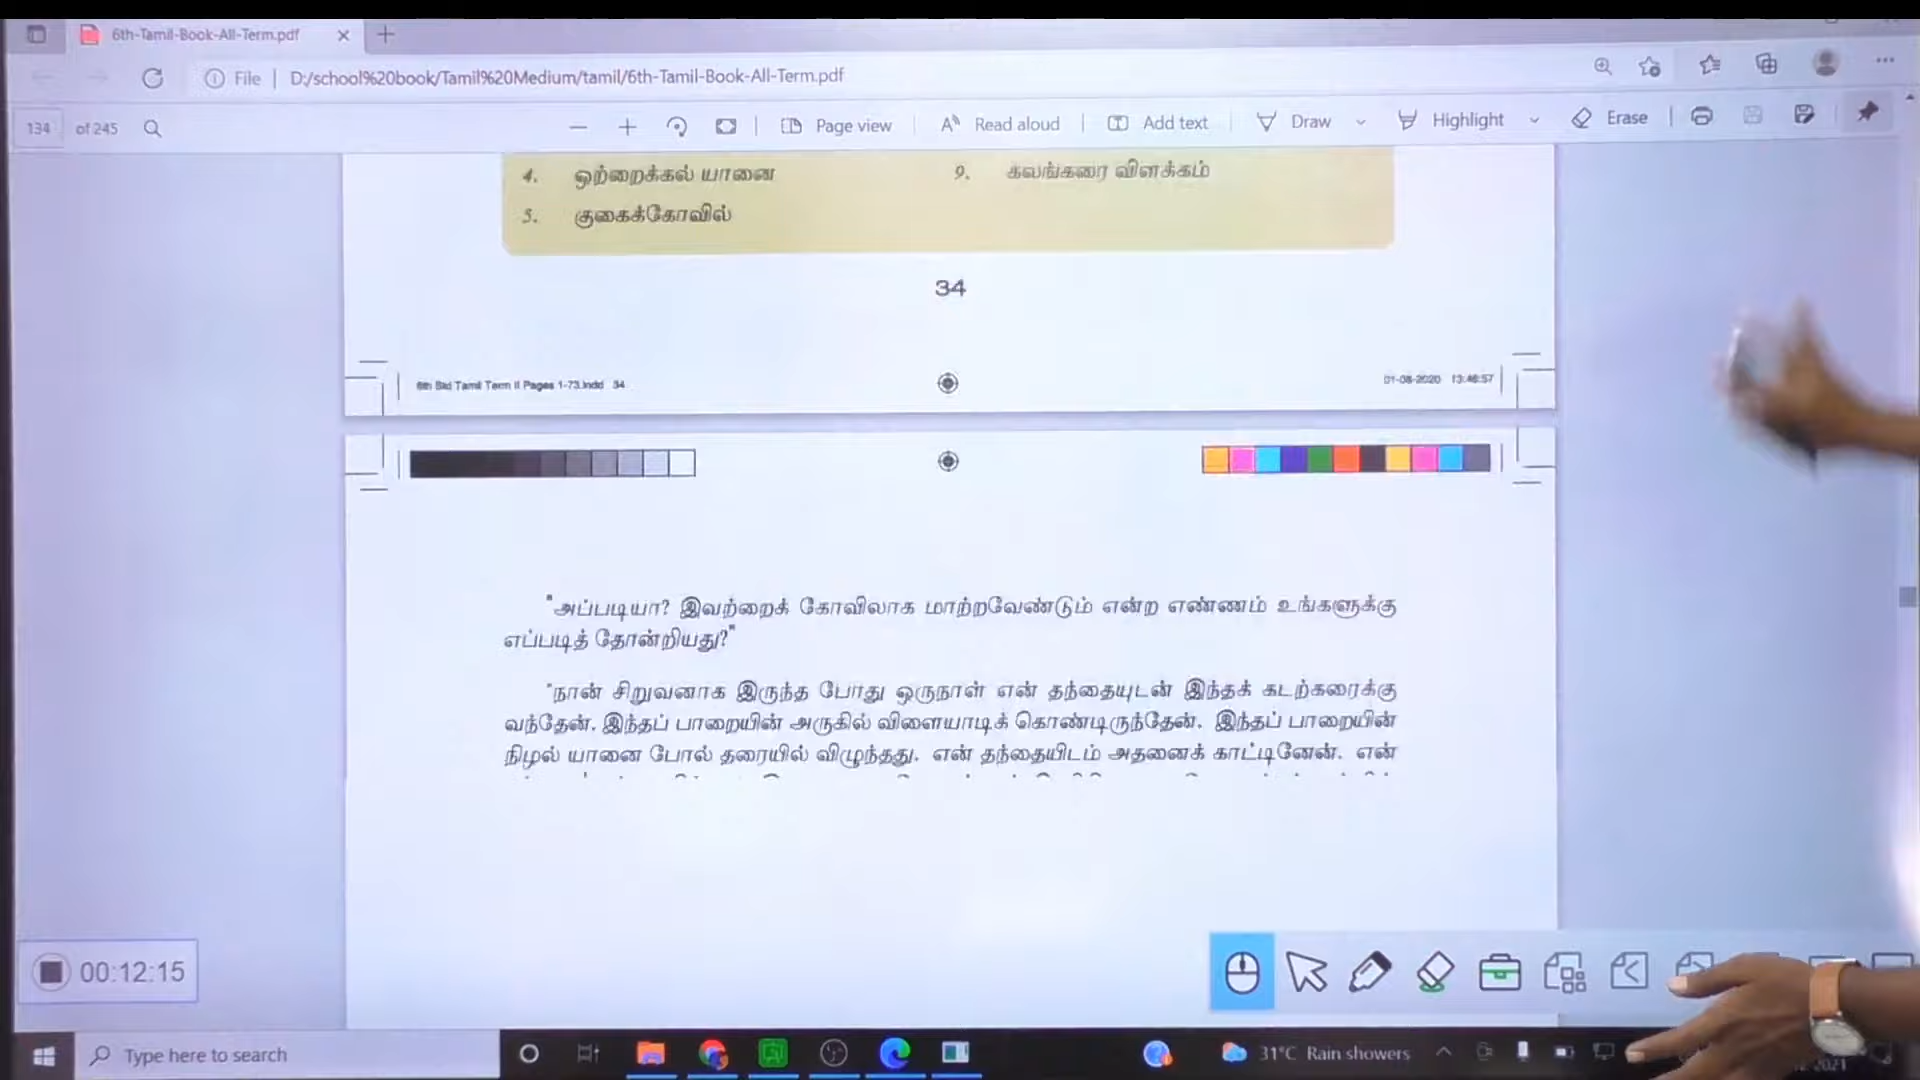 6th-Tamil-Book-All-Term.pdf
File | D:/school%20book/Tamil%20Medium/tamil/6th-Tamil-Book-All-Term.pdf
134 of 245
Page view
Read aloud
Add text
Draw
Highlight
Erase
4. ஒற்றைக்கல் யானை
9. கலங்கரை விளக்கம்
5. குகைக்கோவில்
34
6th Std Tamil Term II Pages 1-73.indd 34
01-08-2020 13:46:57
"அப்படியா? இவற்றைக் கோவிலாக மாற்றவேண்டும் என்ற எண்ணம் உங்களுக்கு
எப்படித் தோன்றியது?"
"நான் சிறுவனாக இருந்த போது ஒருநாள் என் தந்தையுடன் இந்தக் கடற்கரைக்கு
வந்தேன். இந்தப் பாறையின் அருகில் விளையாடிக் கொண்டிருந்தேன். இந்தப் பாறையின்
நிழல் யானை போல் தரையில் விழுந்தது. என் தந்தையிடம் அதனைக் காட்டினேன். என்
00:12:15
Type here to search
31°C Rain showers